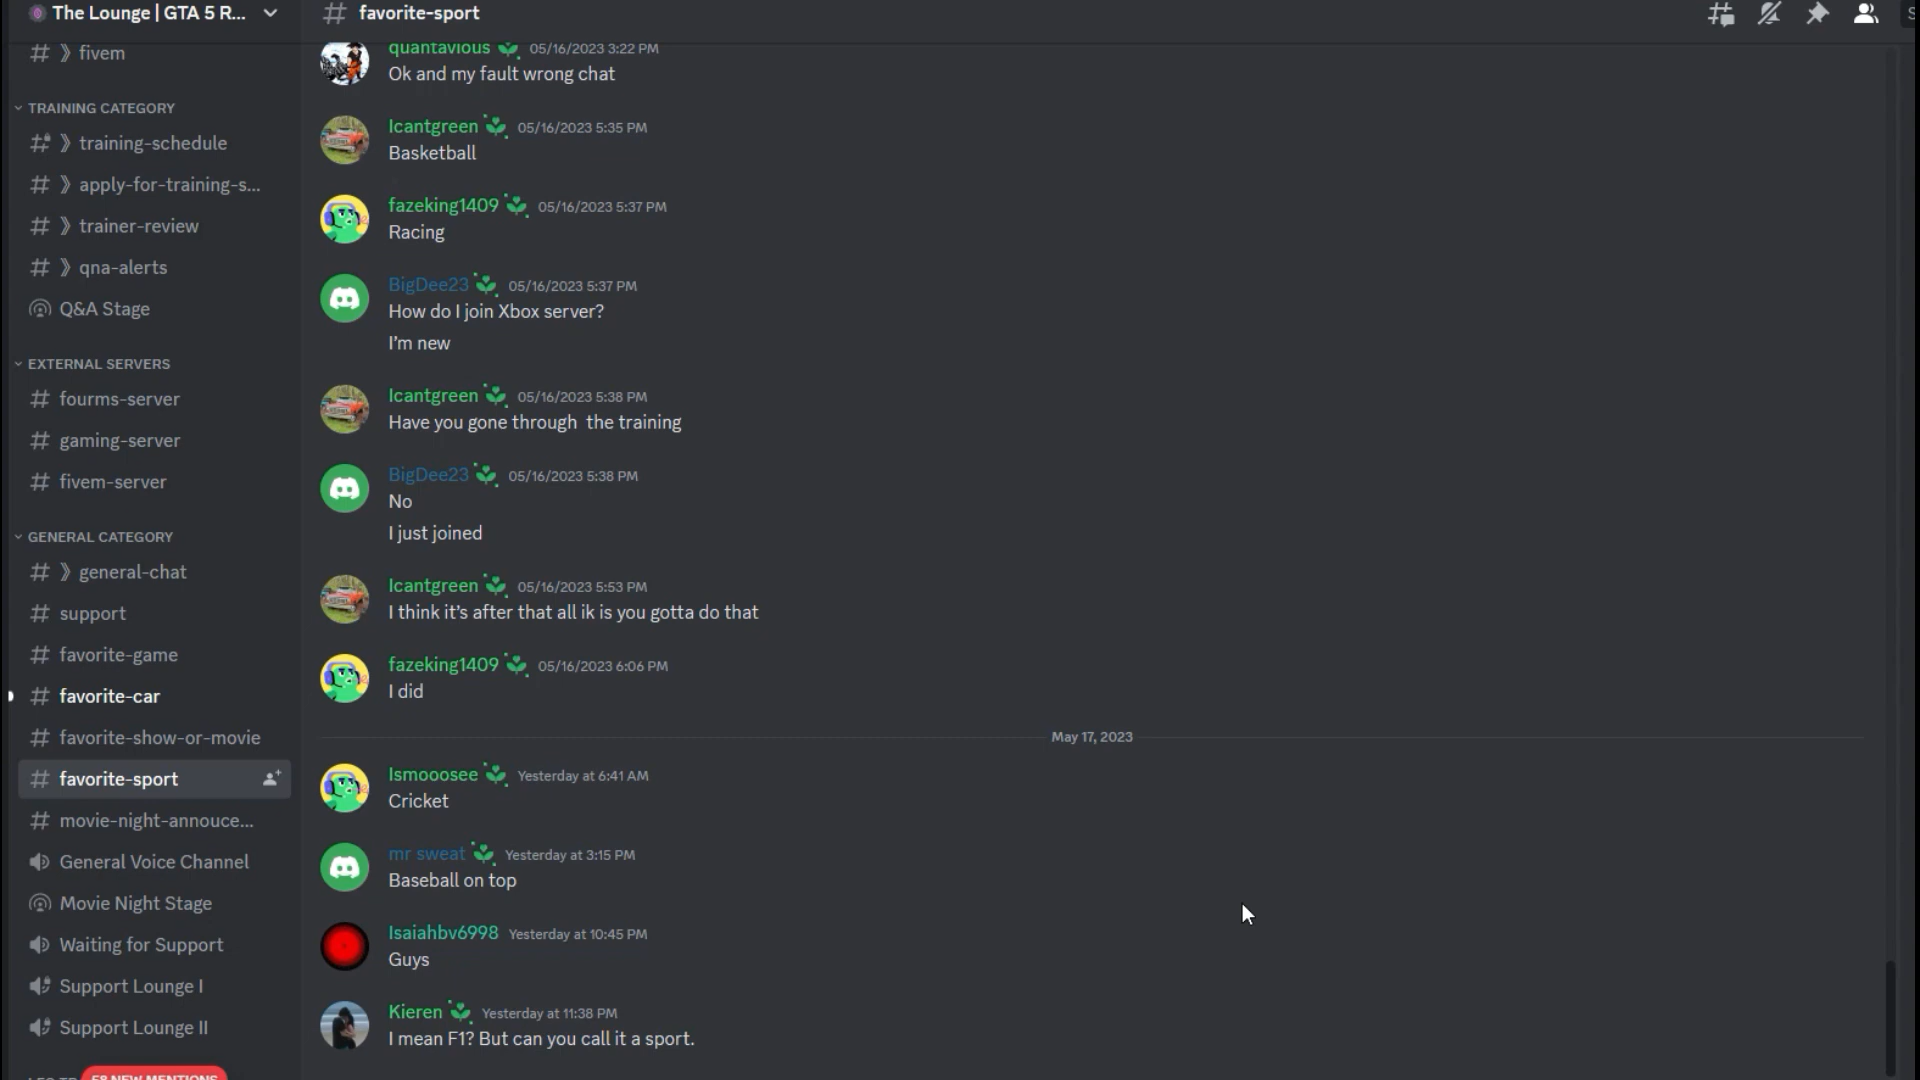 The Lounge | GTA 5 R...
》fivem
TRAINING CATEGORY
》training-schedule
》apply-for-training-s...
》trainer-review
》qna-alerts
Q&A Stage
EXTERNAL SERVERS
fourms-server
gaming-server
fivem-server
GENERAL CATEGORY
》general-chat
support
favorite-game
favorite-car
favorite-show-or-movie
favorite-sport
movie-night-annouce...
General Voice Channel
Movie Night Stage
Waiting for Support
Support Lounge I
Support Lounge II
58 NEW MENTIONS
# favorite-sport
quantavious 05/16/2023 3:22 PM
Ok and my fault wrong chat
Icantgreen 05/16/2023 5:35 PM
Basketball
fazeking1409 05/16/2023 5:37 PM
Racing
BigDee23 05/16/2023 5:37 PM
How do I join Xbox server?
I'm new
Icantgreen 05/16/2023 5:38 PM
Have you gone through the training
BigDee23 05/16/2023 5:38 PM
No
I just joined
Icantgreen 05/16/2023 5:53 PM
I think it's after that all ik is you gotta do that
fazeking1409 05/16/2023 6:06 PM
I did
May 17, 2023
Ismooosee Yesterday at 6:41 AM
Cricket
mr sweat Yesterday at 3:15 PM
Baseball on top
Isaiahbv6998 Yesterday at 10:45 PM
Guys
Kieren Yesterday at 11:38 PM
I mean F1? But can you call it a sport.